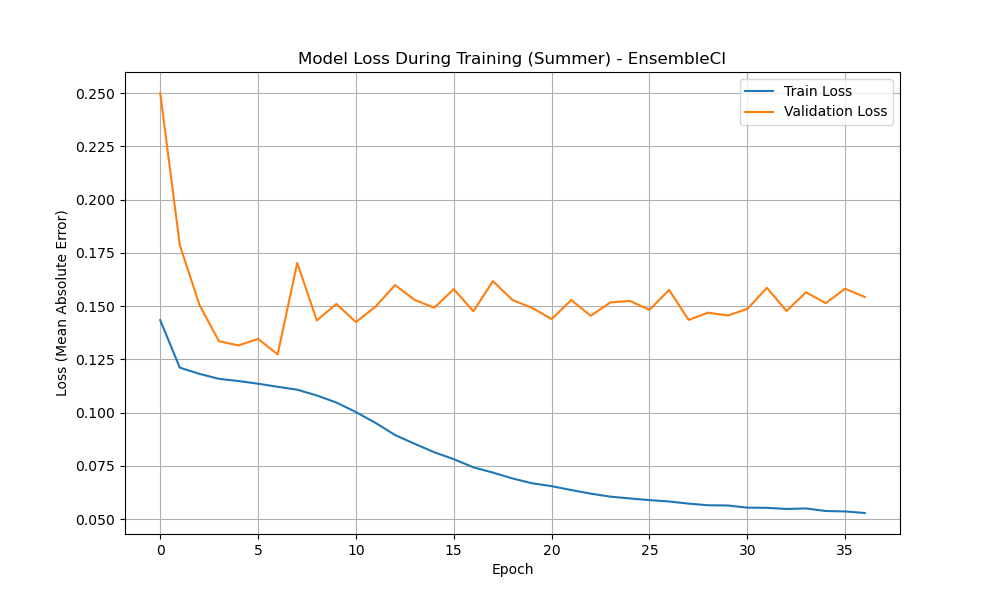 Model Loss During Training (Summer) - EnsembleCI
Train Loss
Validation Loss
Loss (Mean Absolute Error)
0.250
0.225
0.200
0.175
0.150
0.125
0.100
0.075
0.050
0 5 10 15 20 25 30 35
Epoch